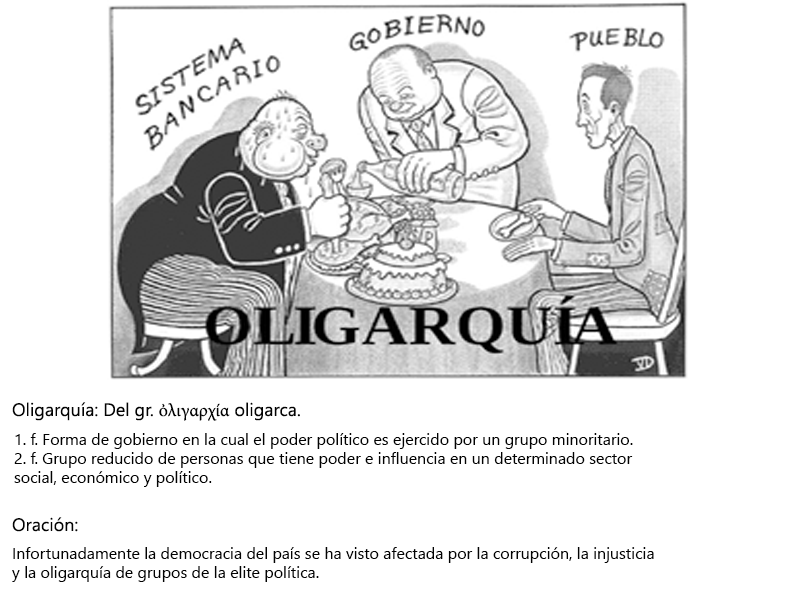 SISTEMA
BANCARIO
GOBIERNO
PUEBLO
OLIGARQUÍA
VD
Oligarquía: Del gr. ὀλιγαρχία oligarca.
1. f. Forma de gobierno en la cual el poder político es ejercido por un grupo minoritario.
2. f. Grupo reducido de personas que tiene poder e influencia en un determinado sector
social, económico y político.
Oración:
Infortunadamente la democracia del país se ha visto afectada por la corrupción, la injusticia
y la oligarquía de grupos de la elite política.